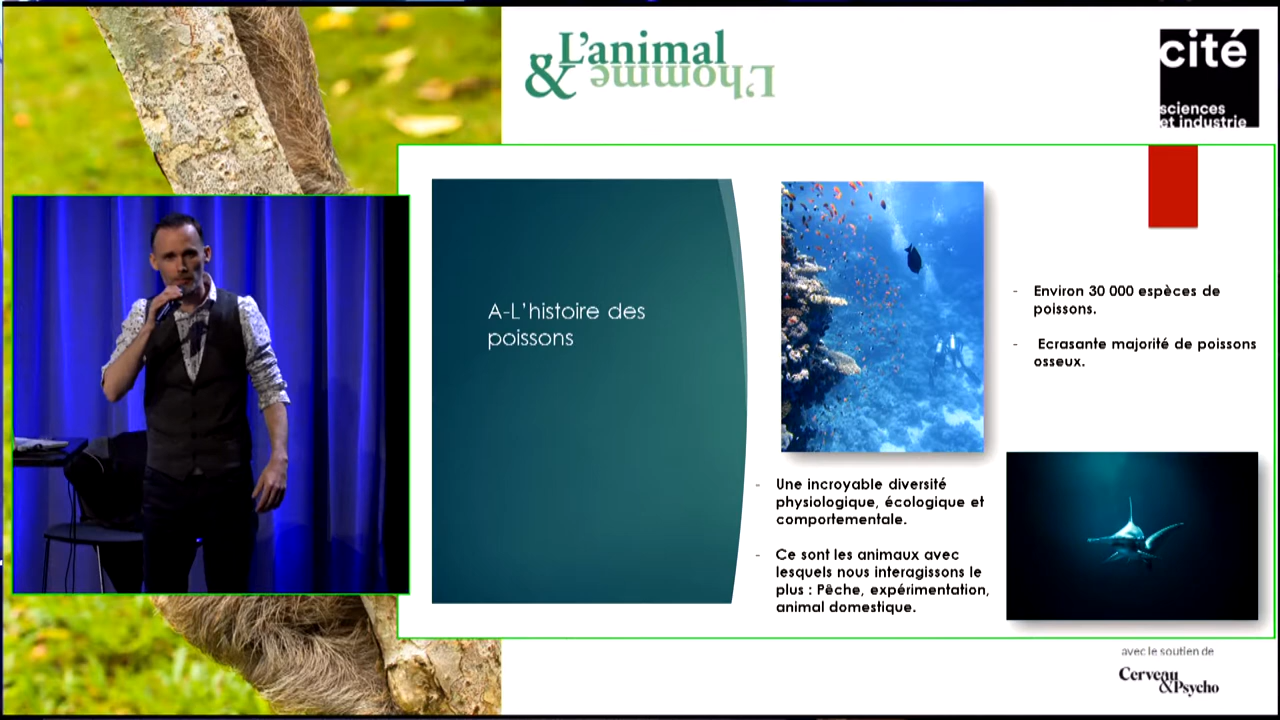 L'animal
& L'homme
cité
sciences
et industrie
A-L'histoire des
poissons
- Environ 30 000 espèces de
poissons.
- Ecrasante majorité de poissons
osseux.
- Une incroyable diversité
physiologique, écologique et
comportementale.
- Ce sont les animaux avec
lesquels nous interagissons le
plus : Pêche, expérimentation,
animal domestique.
avec le soutien de
Cerveau
&Psycho